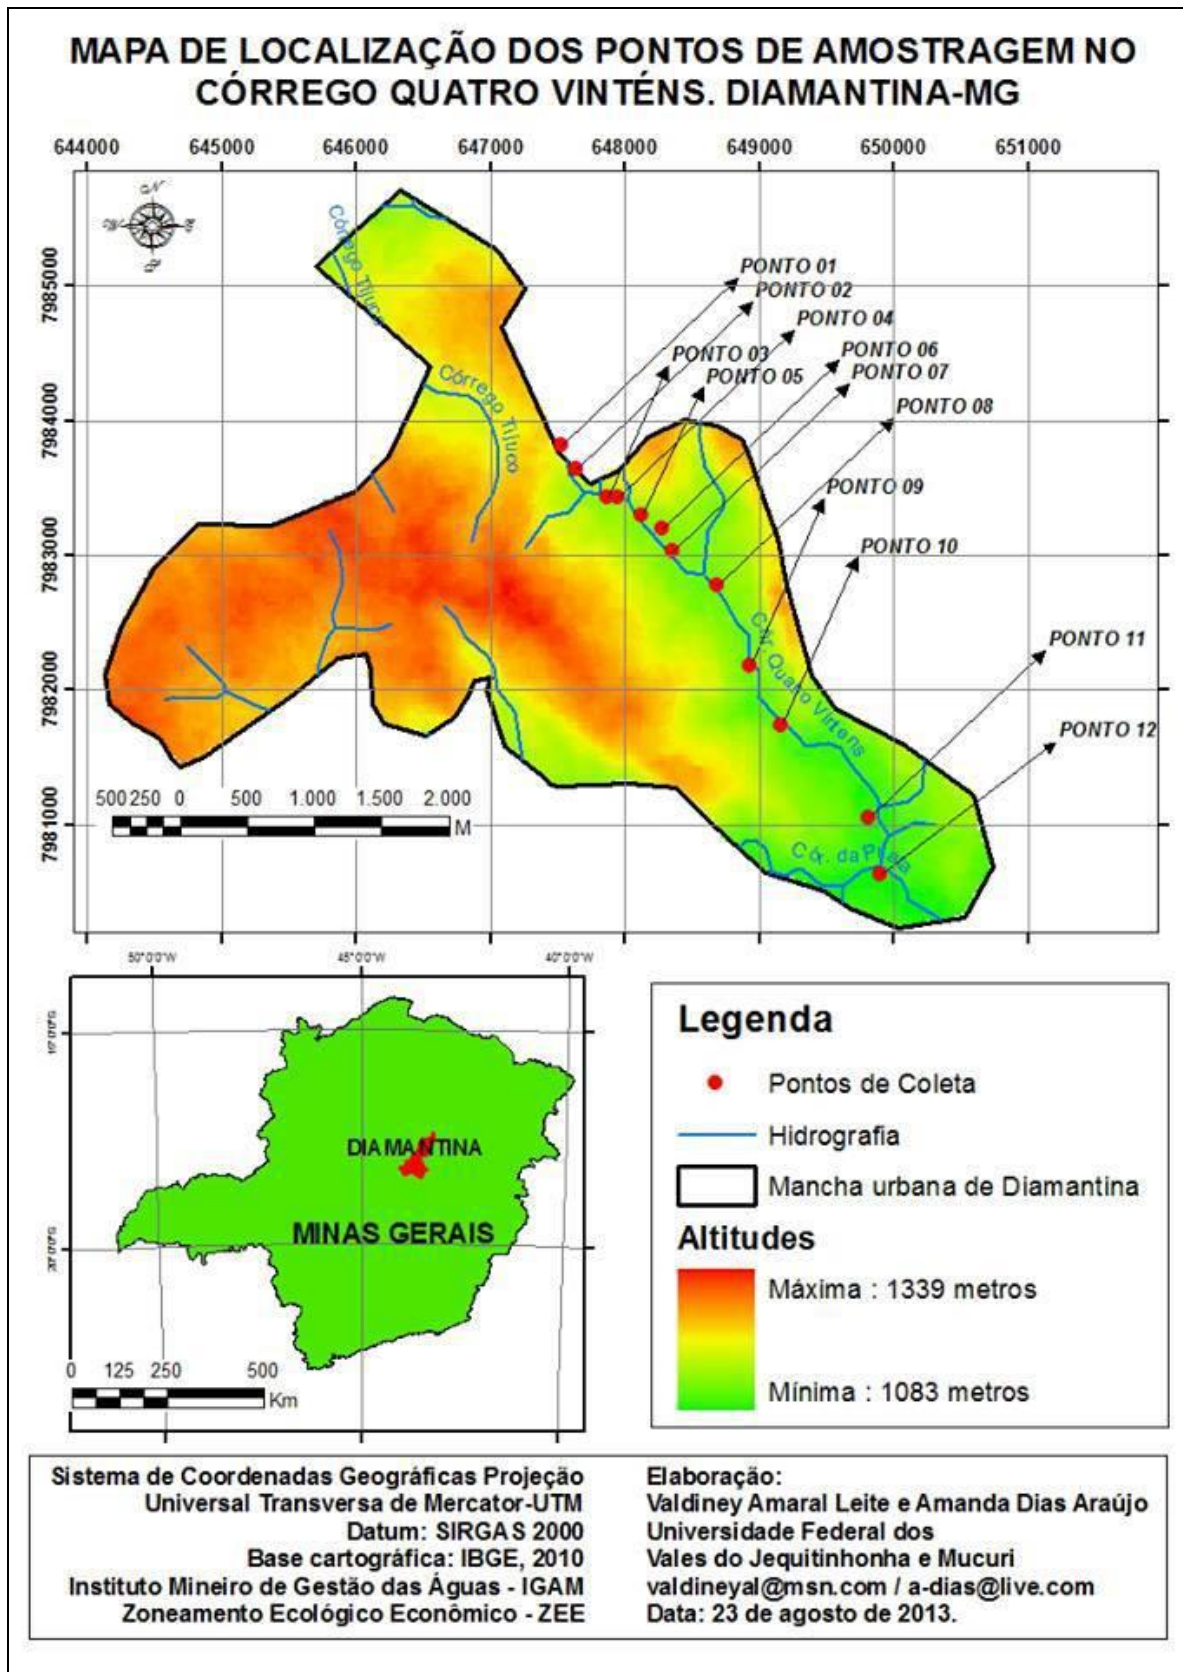 MAPA DE LOCALIZAÇÃO DOS PONTOS DE AMOSTRAGEM NO
CÓRREGO QUATRO VINTÉNS. DIAMANTINA-MG
644000 645000 646000 647000 648000 649000 650000 651000
7985000
7984000
7983000
7982000
7981000
Córrego Tijuco
Córrego Tijuco
PONTO 01
PONTO 02
PONTO 04
PONTO 03
PONTO 06
PONTO 05
PONTO 07
PONTO 08
PONTO 09
PONTO 10
PONTO 11
PONTO 12
Cór. Quatro Vintens
Cór. da Prata
500 250 0 500 1.000 1.500 2.000
M
50°0'0"W 45°0'0"W 40°0'0"W
20°0'0"S
DIAMANTINA
MINAS GERAIS
0 125 250 500
Km
Legenda
Pontos de Coleta
Hidrografia
Mancha urbana de Diamantina
Altitudes
Máxima : 1339 metros
Mínima : 1083 metros
Sistema de Coordenadas Geográficas Projeção
Universal Transversa de Mercator-UTM
Datum: SIRGAS 2000
Base cartográfica: IBGE, 2010
Instituto Mineiro de Gestão das Águas - IGAM
Zoneamento Ecológico Econômico - ZEE
Elaboração:
Valdiney Amaral Leite e Amanda Dias Araújo
Universidade Federal dos
Vales do Jequitinhonha e Mucuri
valdineyal@msn.com / a-dias@live.com
Data: 23 de agosto de 2013.